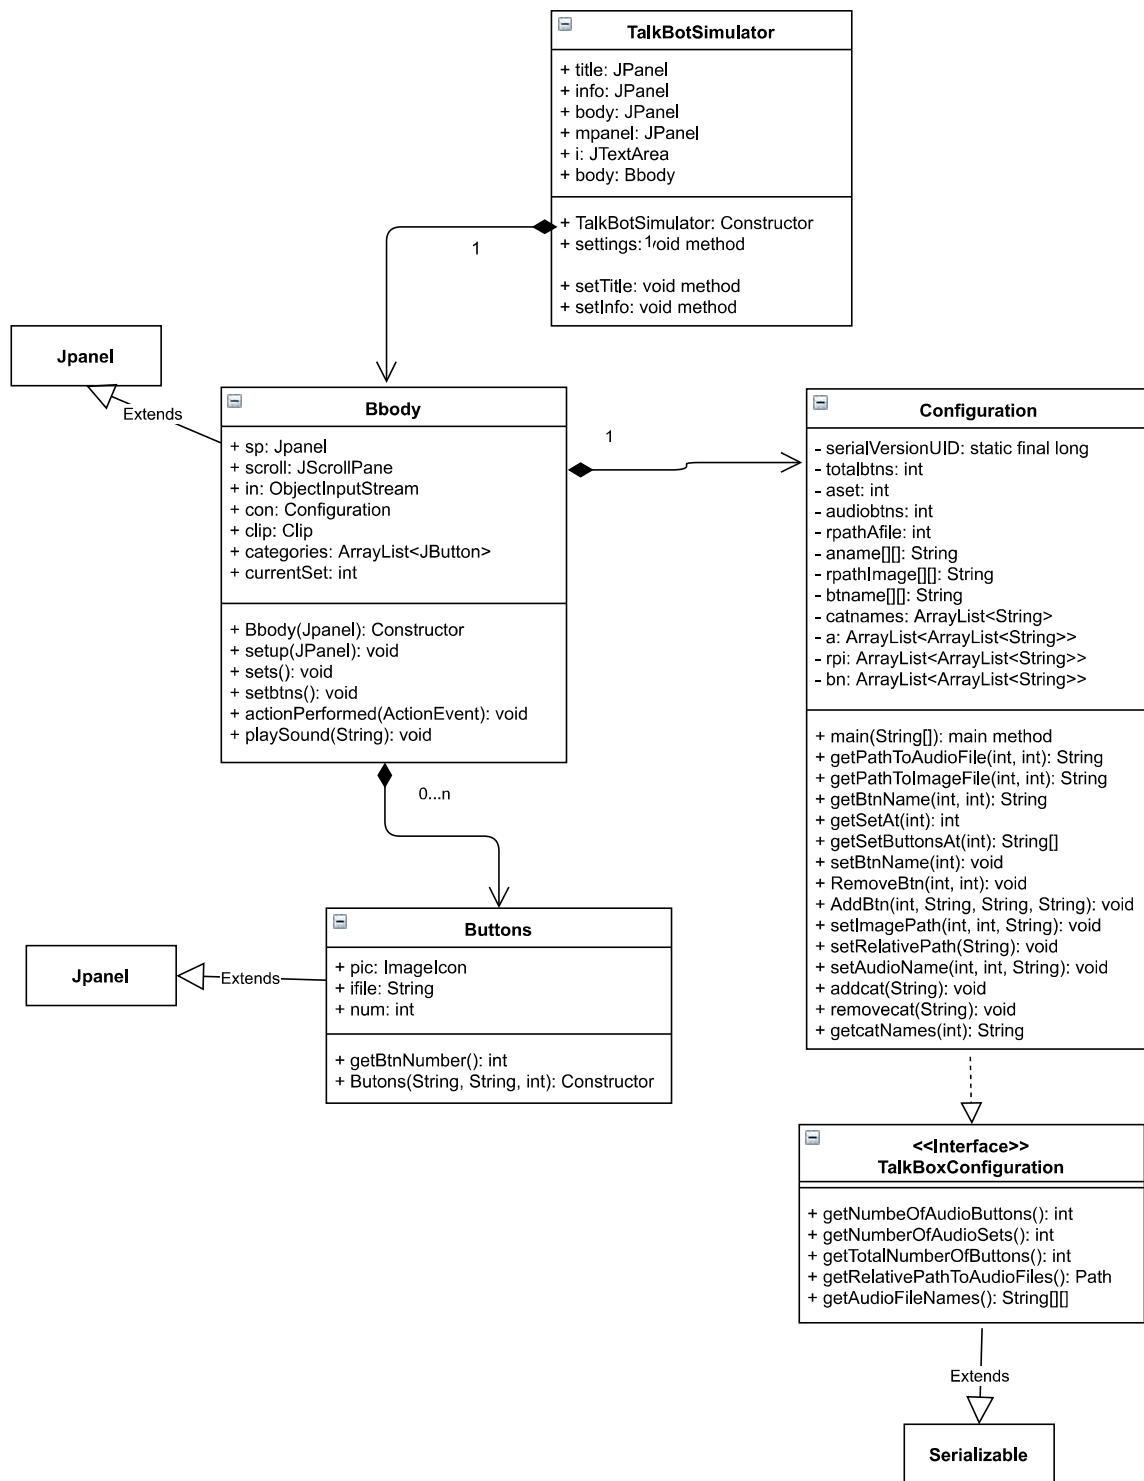 TalkBotSimulator
+ title: JPanel
+ info: JPanel
+ body: JPanel
+ mpanel: JPanel
+ i: JTextArea
+ body: Bbody
+ TalkBotSimulator: Constructor
+ settings: void method
1
1
+ setTitle: void method
+ setInfo: void method
Jpanel
Extends
Bbody
+ sp: Jpanel
+ scroll: JScrollPane
+ in: ObjectInputStream
+ con: Configuration
+ clip: Clip
+ categories: ArrayList<JButton>
+ currentSet: int
+ Bbody(Jpanel): Constructor
+ setup(JPanel): void
+ sets(): void
+ setbtns(): void
+ actionPerformed(ActionEvent): void
+ playSound(String): void
1
0...n
Configuration
- serialVersionUID: static final long
- totalbtns: int
- aset: int
- audiobtns: int
- rpathAfile: int
- aname[][]: String
- rpathImage[][]: String
- btname[][]: String
- catnames: ArrayList<String>
- a: ArrayList<ArrayList<String>>
- rpi: ArrayList<ArrayList<String>>
- bn: ArrayList<ArrayList<String>>
+ main(String[]): main method
+ getPathToAudioFile(int, int): String
+ getPathToImageFile(int, int): String
+ getBtnName(int, int): String
+ getSetAt(int): int
+ getSetButtonsAt(int): String[]
+ setBtnName(int): void
+ RemoveBtn(int, int): void
+ AddBtn(int, String, String, String): void
+ setImagePath(int, int, String): void
+ setRelativePath(String): void
+ setAudioName(int, int, String): void
+ addcat(String): void
+ removecat(String): void
+ getcatNames(int): String
Jpanel
Extends
Buttons
+ pic: ImageIcon
+ ifile: String
+ num: int
+ getBtnNumber(): int
+ Butons(String, String, int): Constructor
<<Interface>>
TalkBoxConfiguration
+ getNumbeOfAudioButtons(): int
+ getNumberOfAudioSets(): int
+ getTotalNumberOfButtons(): int
+ getRelativePathToAudioFiles(): Path
+ getAudioFileNames(): String[][]
Extends
Serializable